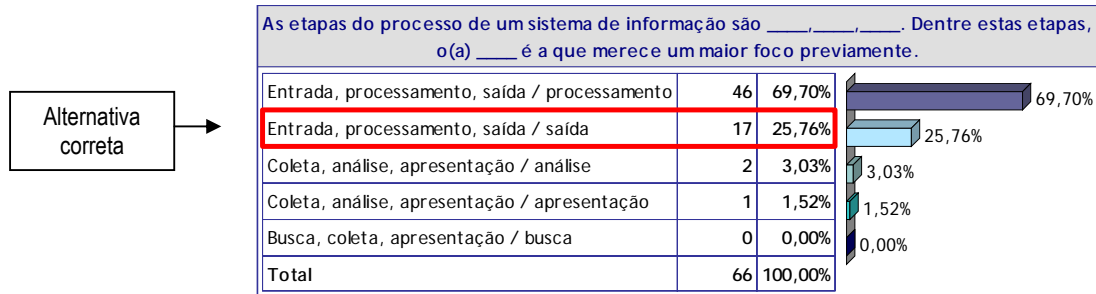 As etapas do processo de um sistema de informação são ____,____,____. Dentre estas etapas,
o(a) ____ é a que merece um maior foco previamente.
Alternativa
correta
Entrada, processamento, saída / processamento 46 69,70%
Entrada, processamento, saída / saída 17 25,76%
Coleta, análise, apresentação / análise 2 3,03%
Coleta, análise, apresentação / apresentação 1 1,52%
Busca, coleta, apresentação / busca 0 0,00%
Total 66 100,00%
69,70%
25,76%
3,03%
1,52%
0,00%